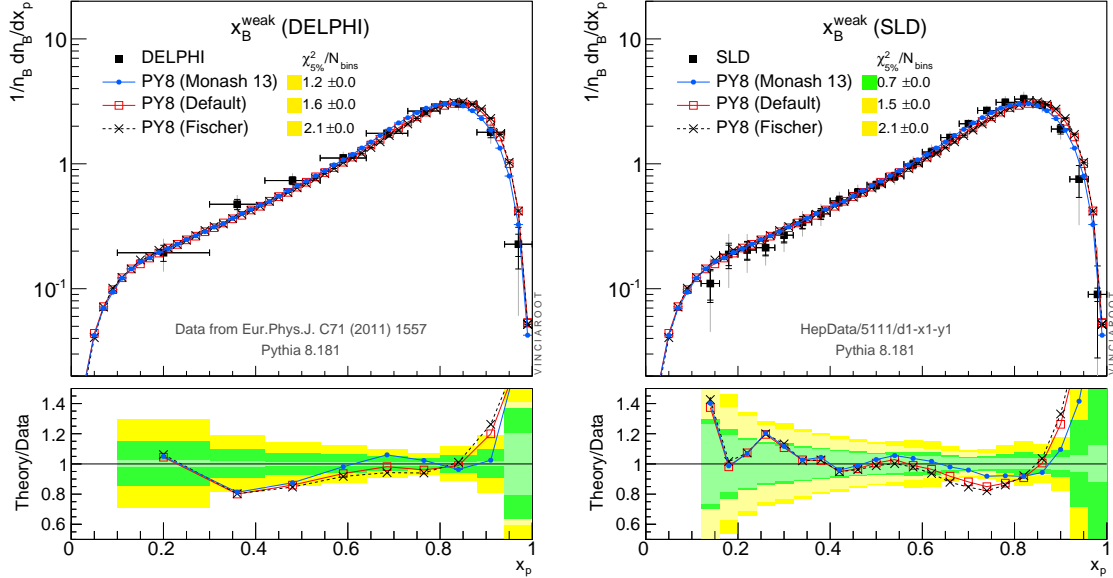 1/n_B dn_B/dx_p
x_B^weak (DELPHI)
χ²_5%/N_bins
DELPHI
PY8 (Monash 13) 1.2 ±0.0
PY8 (Default) 1.6 ±0.0
PY8 (Fischer) 2.1 ±0.0
10
1
10⁻¹
Data from Eur.Phys.J. C71 (2011) 1557
Pythia 8.181
VINCIAROOT
Theory/Data
1.4
1.2
1
0.8
0.6
0 0.2 0.4 0.6 0.8 1
x_p
1/n_B dn_B/dx_p
x_B^weak (SLD)
χ²_5%/N_bins
SLD
PY8 (Monash 13) 0.7 ±0.0
PY8 (Default) 1.5 ±0.0
PY8 (Fischer) 2.1 ±0.0
10
1
10⁻¹
HepData/5111/d1-x1-y1
Pythia 8.181
VINCIAROOT
Theory/Data
1.4
1.2
1
0.8
0.6
0 0.2 0.4 0.6 0.8 1
x_p